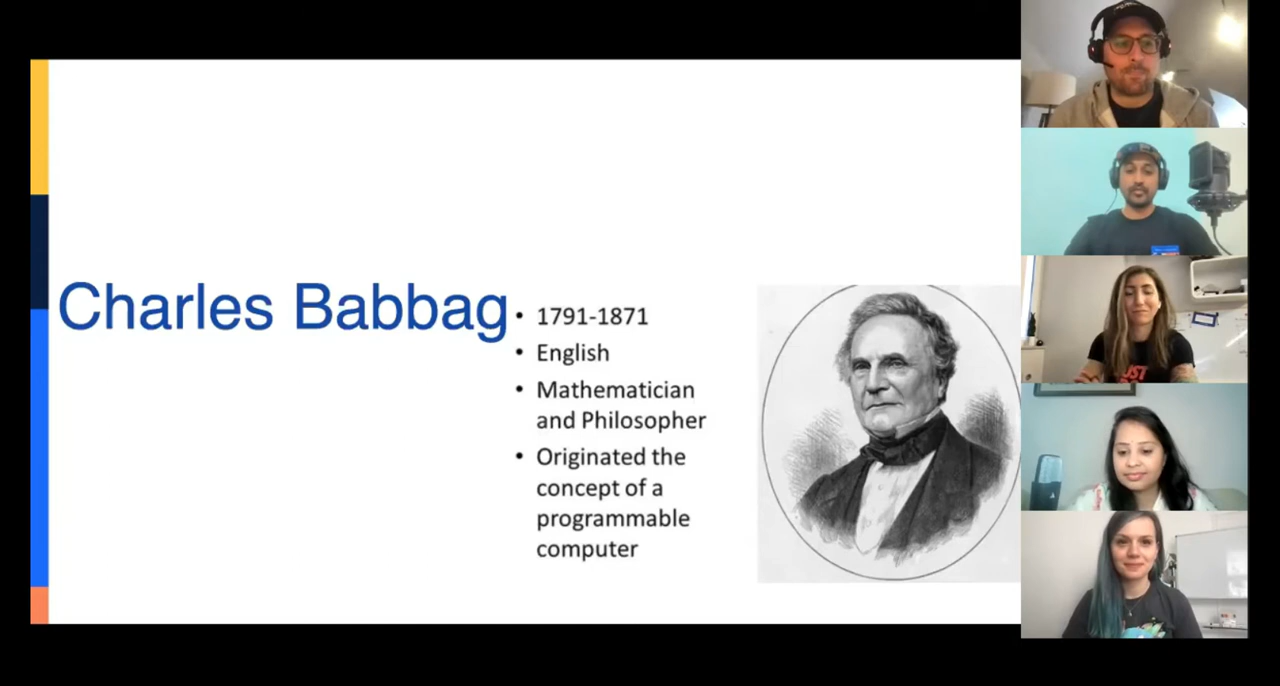 Charles Babbag
• 1791-1871
• English
• Mathematician
and Philosopher
• Originated the
concept of a
programmable
computer